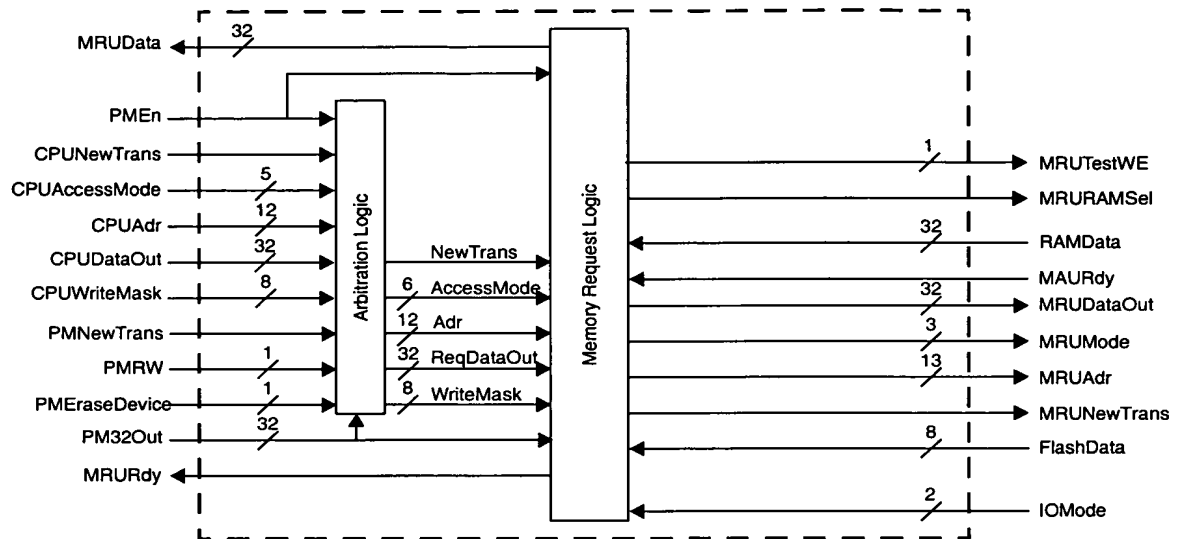 MRUData
32
PMEn
CPUNewTrans
CPUAccessMode
5
CPUAdr
12
CPUDataOut
32
CPUWriteMask
8
PMNewTrans
PMRW
1
PMEraseDevice
1
PM32Out
32
MRURdy
Arbitration Logic
NewTrans
6 AccessMode
12 Adr
32 ReqDataOut
8 WriteMask
Memory Request Logic
1
MRUTestWE
MRURAMSel
32
RAMData
MAURdy
32
MRUDataOut
3
MRUMode
13
MRUAdr
MRUNewTrans
8
FlashData
2
IOMode